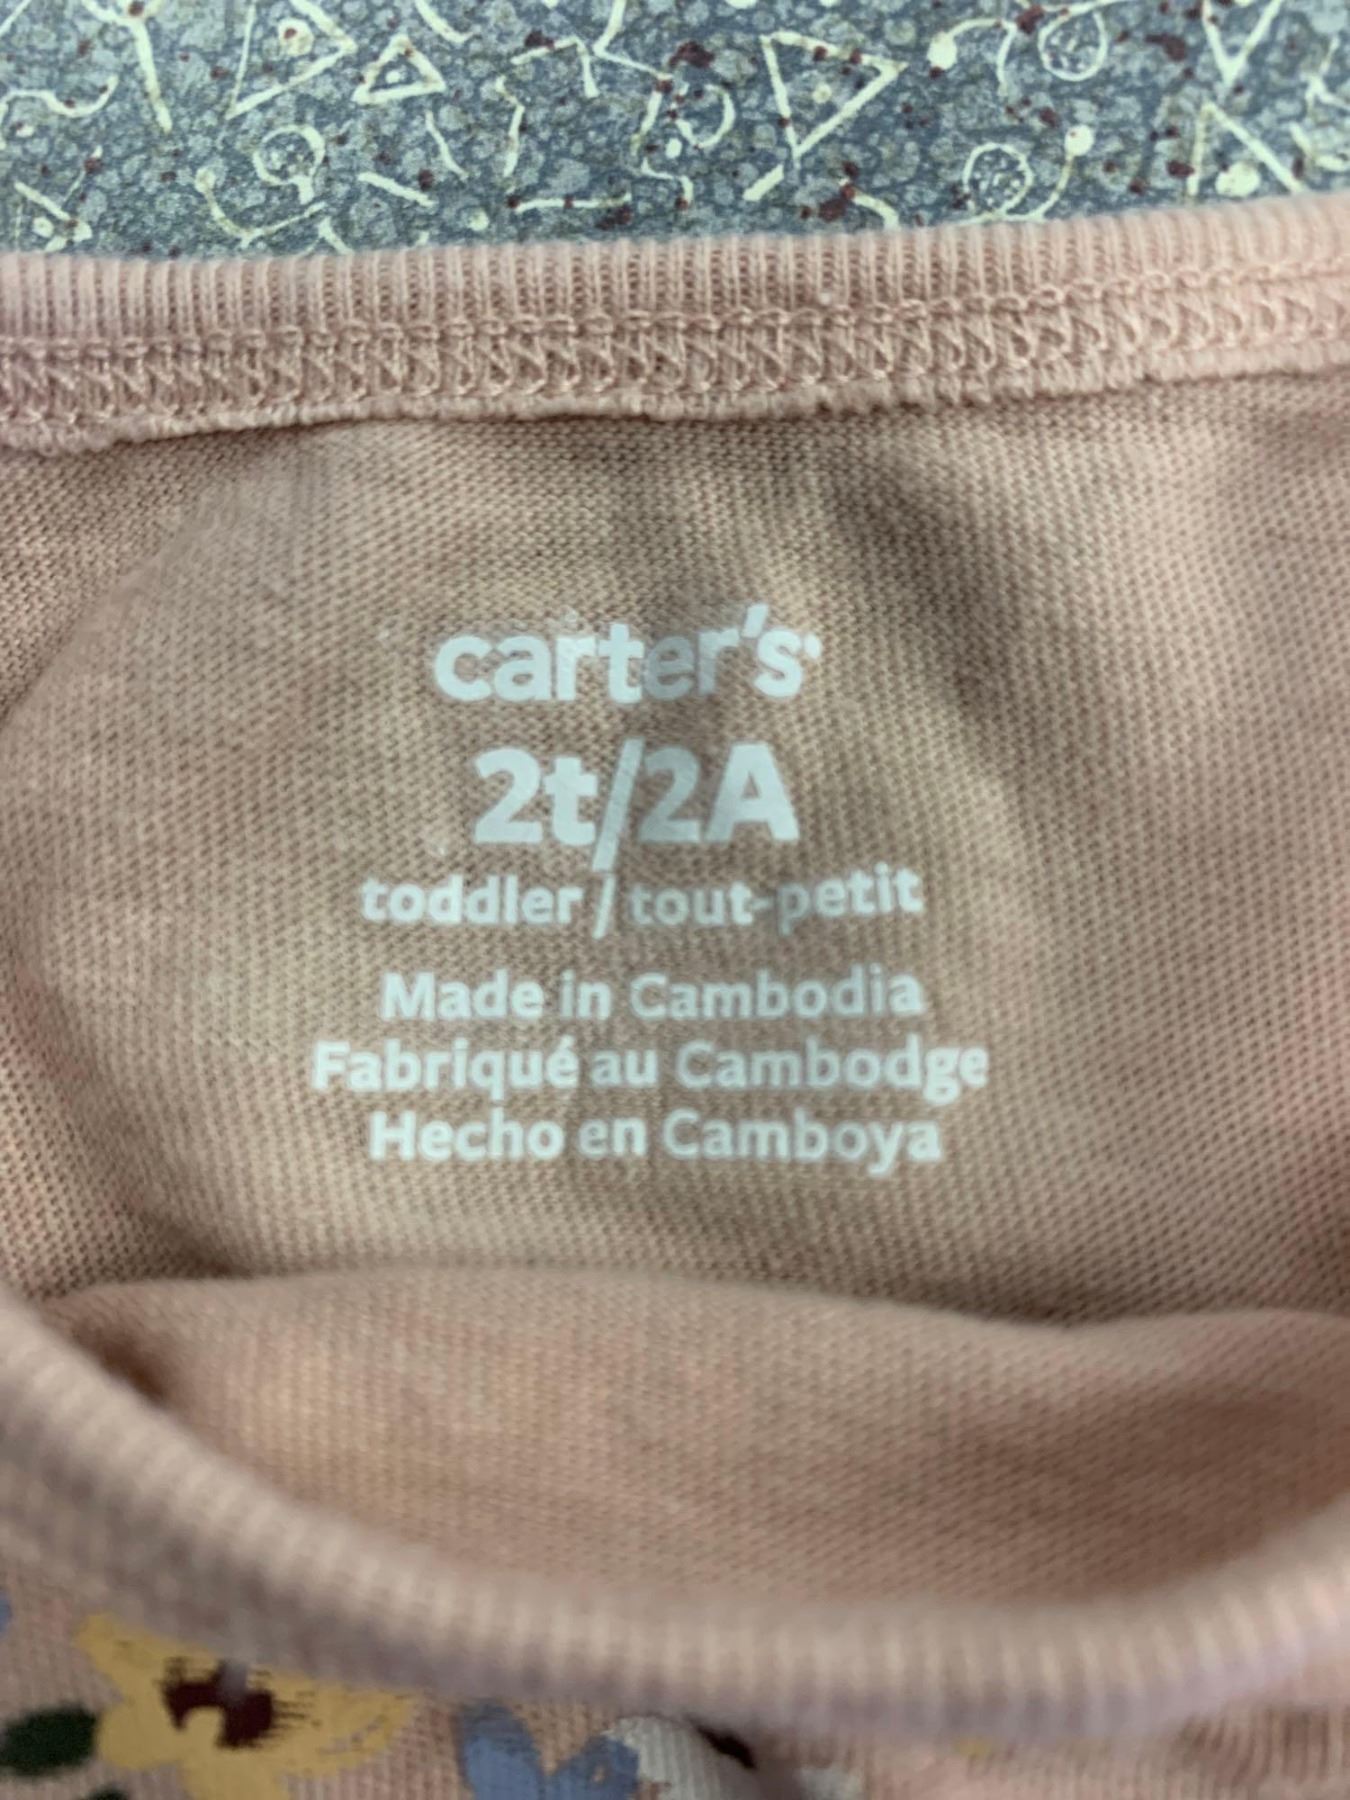 carter's
2t/2A
toddler / tout-petit
Made in Cambodia
Fabriqué au Cambodge
Hecho en Camboya